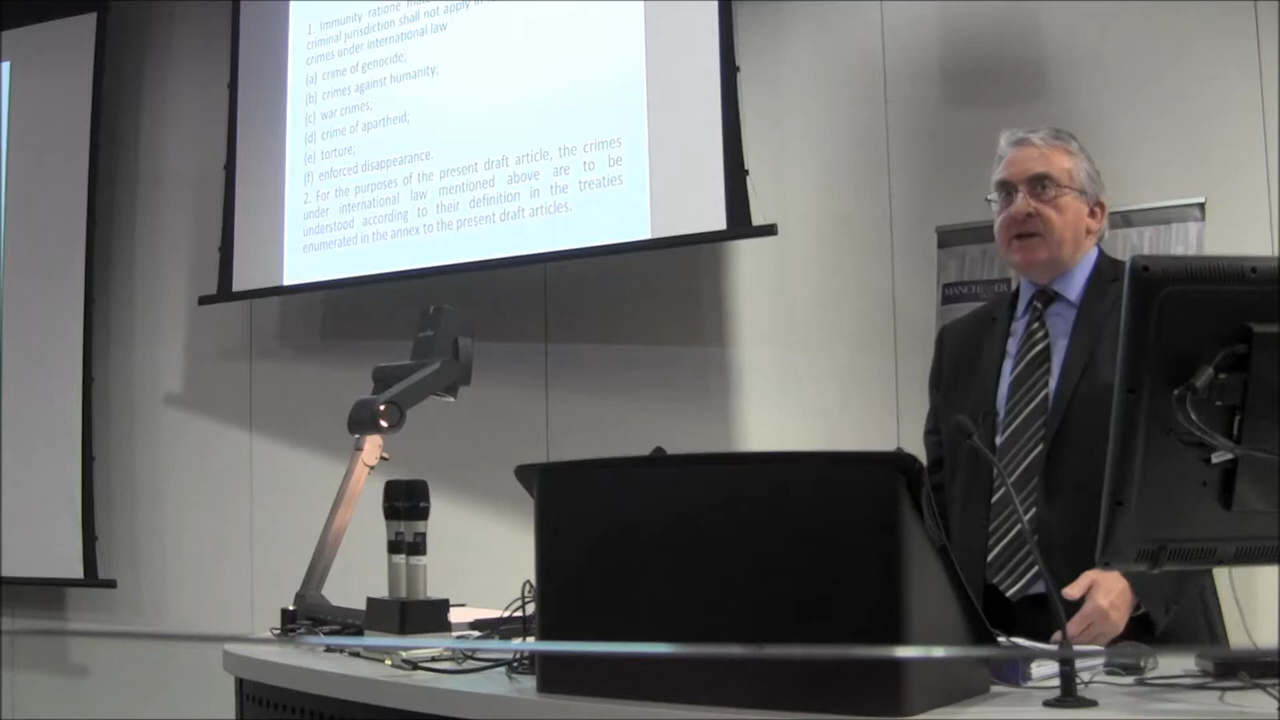 1. Immunity ratione
criminal jurisdiction shall not apply in
crimes under international law
(a) crime of genocide;
(b) crimes against humanity;
(c) war crimes;
(d) crime of apartheid;
(e) torture;
(f) enforced disappearance.
2. For the purposes of the present draft article, the crimes
under international law mentioned above are to be
understood according to their definition in the treaties
enumerated in the annex to the present draft articles.